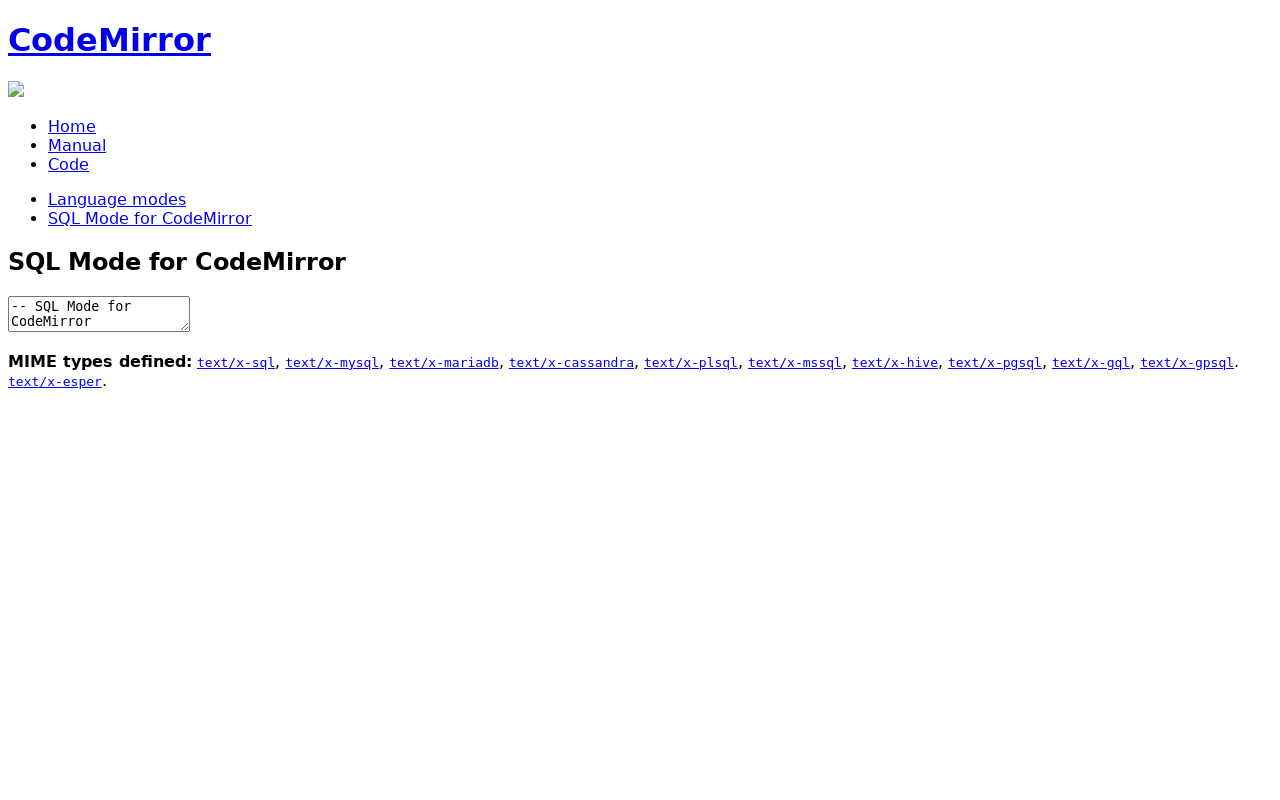 CodeMirror
Home
Manual
Code
Language modes
SQL Mode for CodeMirror
SQL Mode for CodeMirror
-- SQL Mode for
CodeMirror
MIME types defined: text/x-sql, text/x-mysql, text/x-mariadb, text/x-cassandra, text/x-plsql, text/x-mssql, text/x-hive, text/x-pgsql, text/x-gql, text/x-gpsql.
text/x-esper.